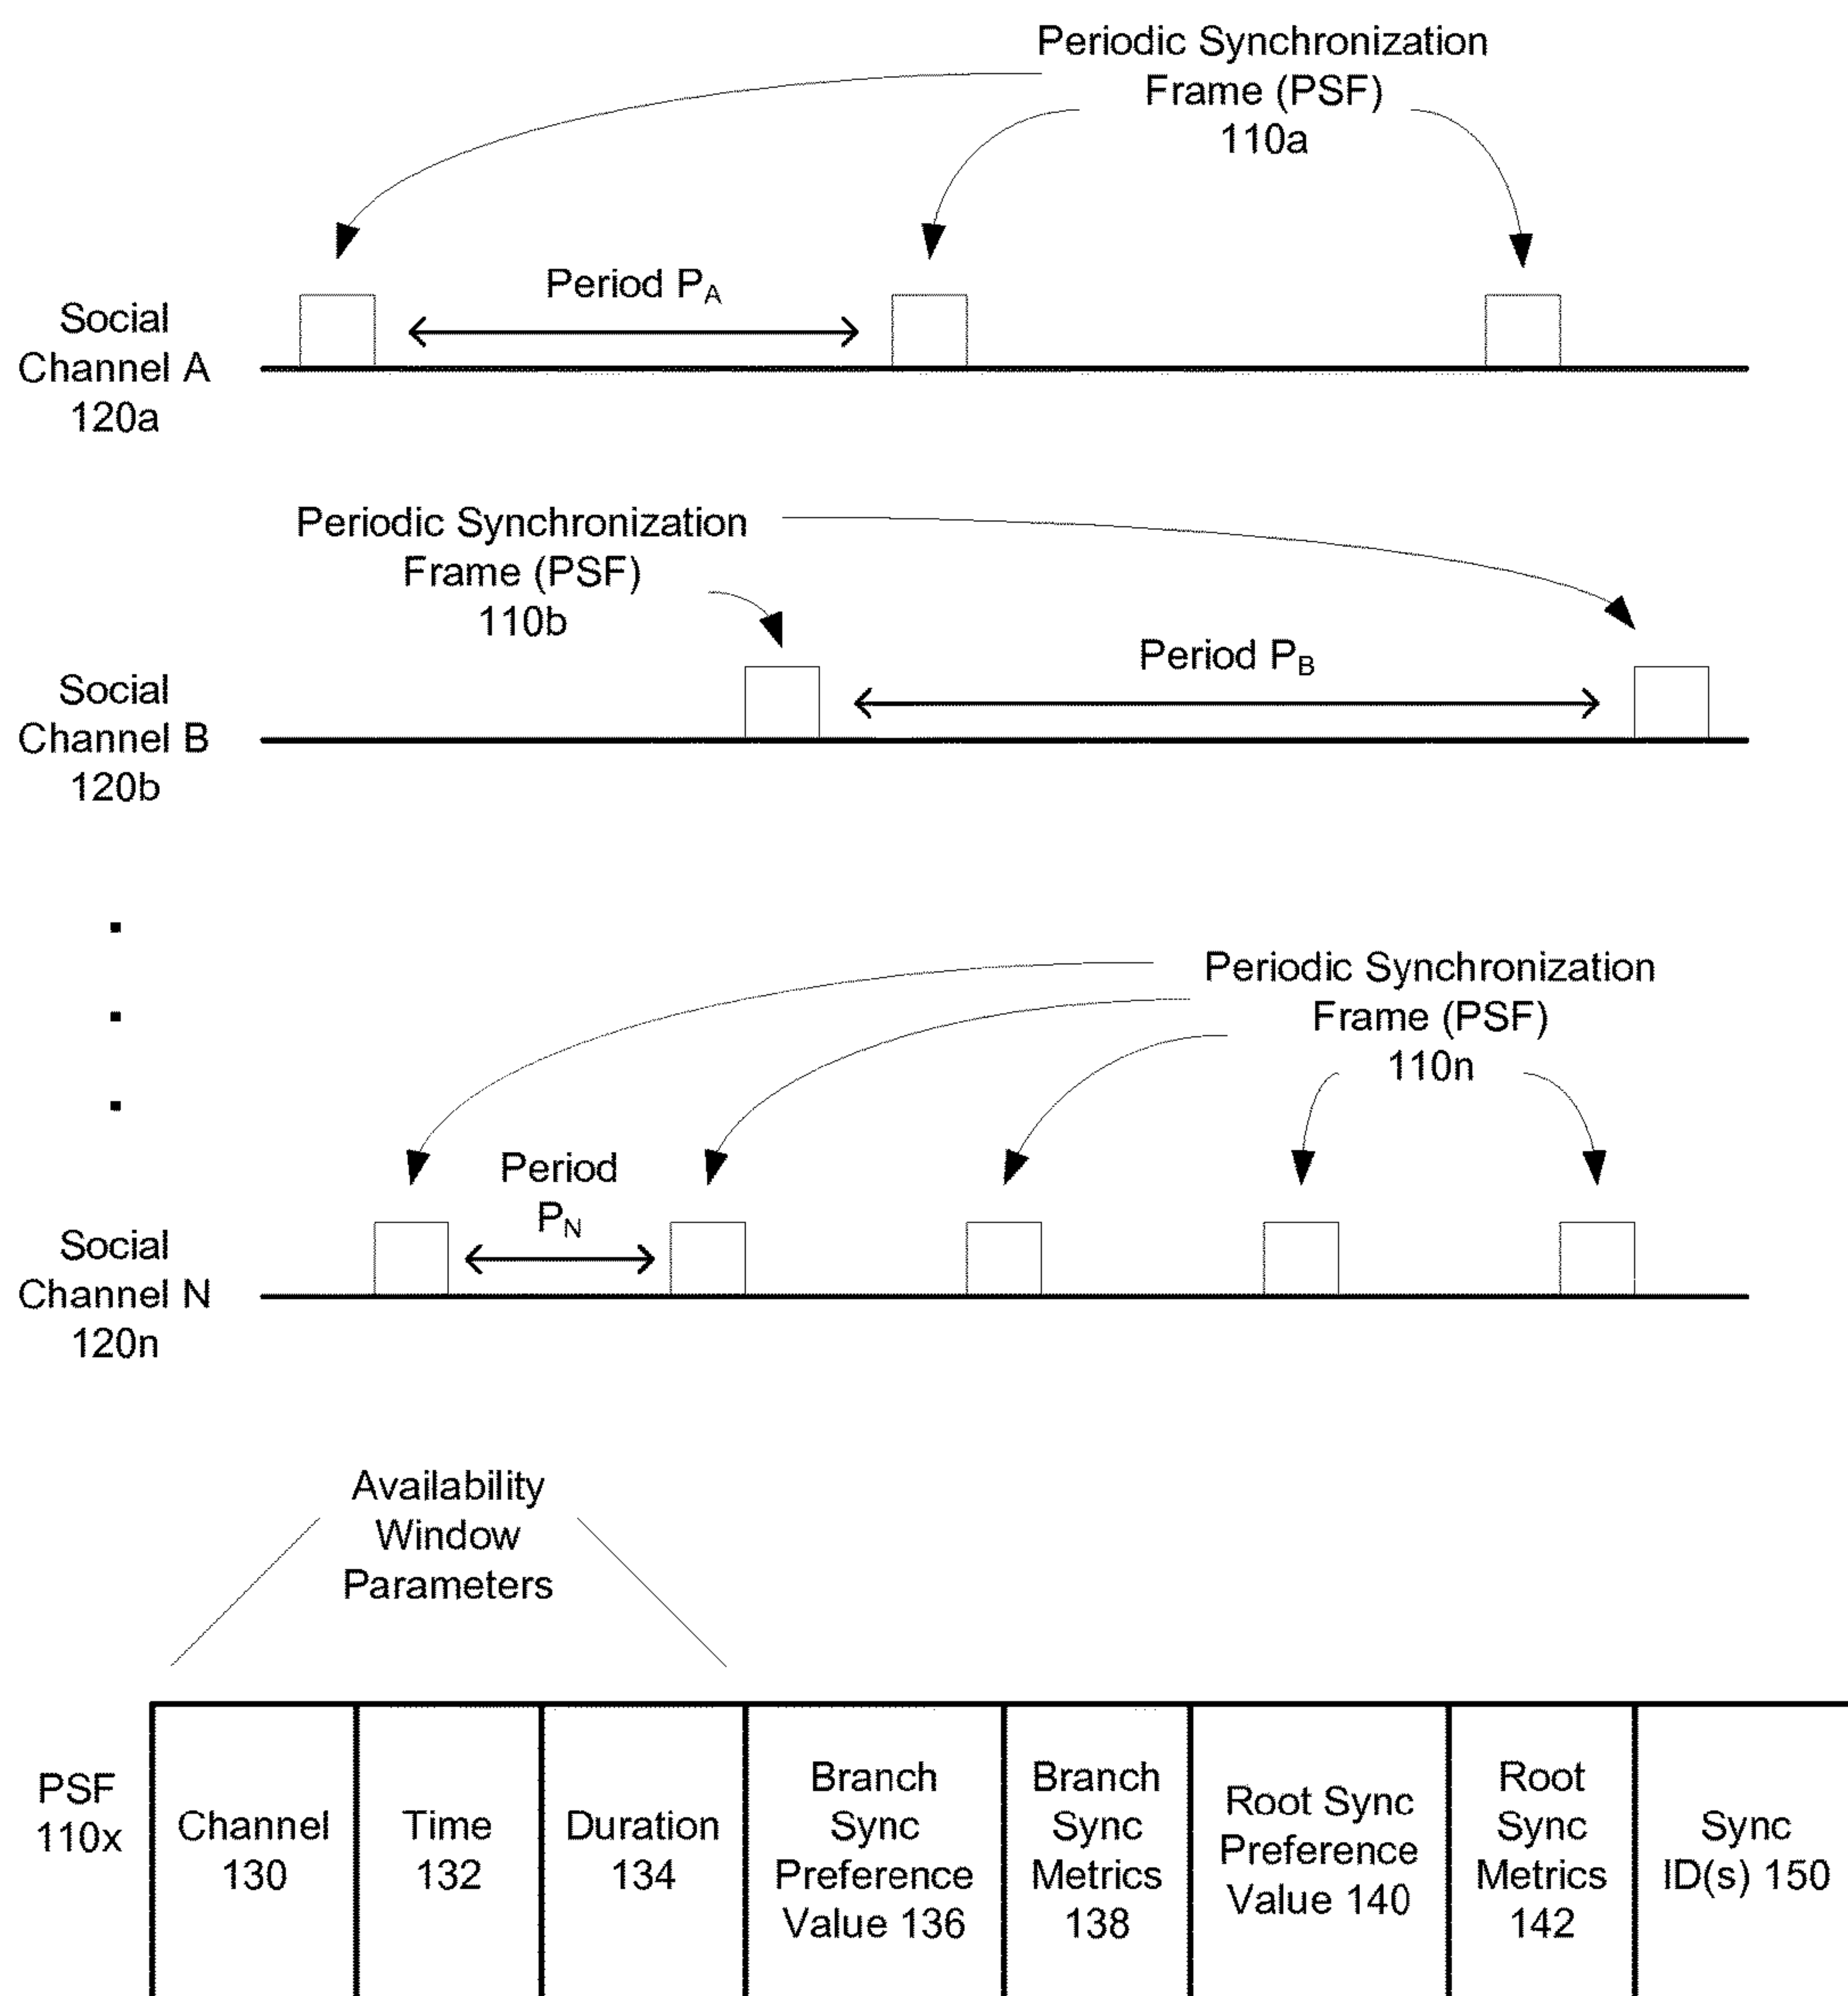 Periodic Synchronization
Frame (PSF)
110a
Period PA
Social
Channel A
120a
Periodic Synchronization
Frame (PSF)
110b
Period PB
Social
Channel B
120b
Periodic Synchronization
Frame (PSF)
110n
Period
PN
Social
Channel N
120n
Availability
Window
Parameters
PSF
110x
Channel
130
Time
132
Duration
134
Branch
Sync
Preference
Value 136
Branch
Sync
Metrics
138
Root Sync
Preference
Value 140
Root
Sync
Metrics
142
Sync
ID(s) 150